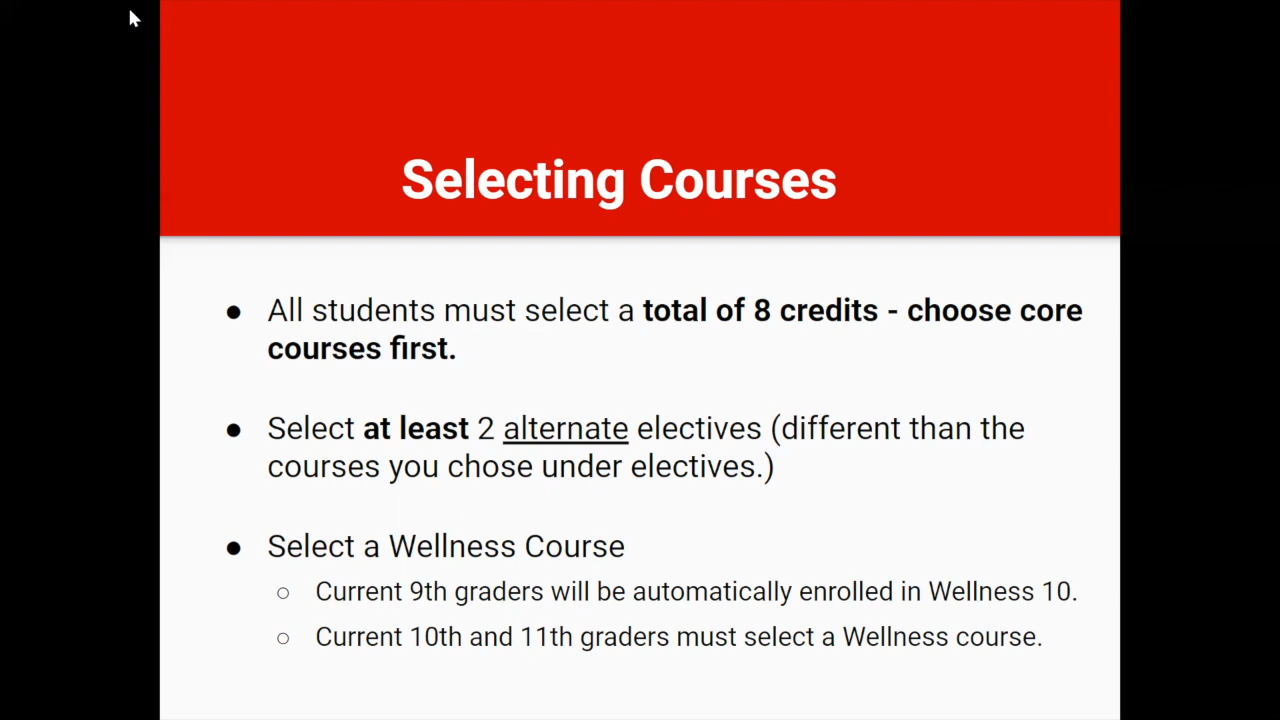 Selecting Courses
● All students must select a total of 8 credits - choose core
courses first.
● Select at least 2 alternate electives (different than the
courses you chose under electives.)
● Select a Wellness Course
○ Current 9th graders will be automatically enrolled in Wellness 10.
○ Current 10th and 11th graders must select a Wellness course.